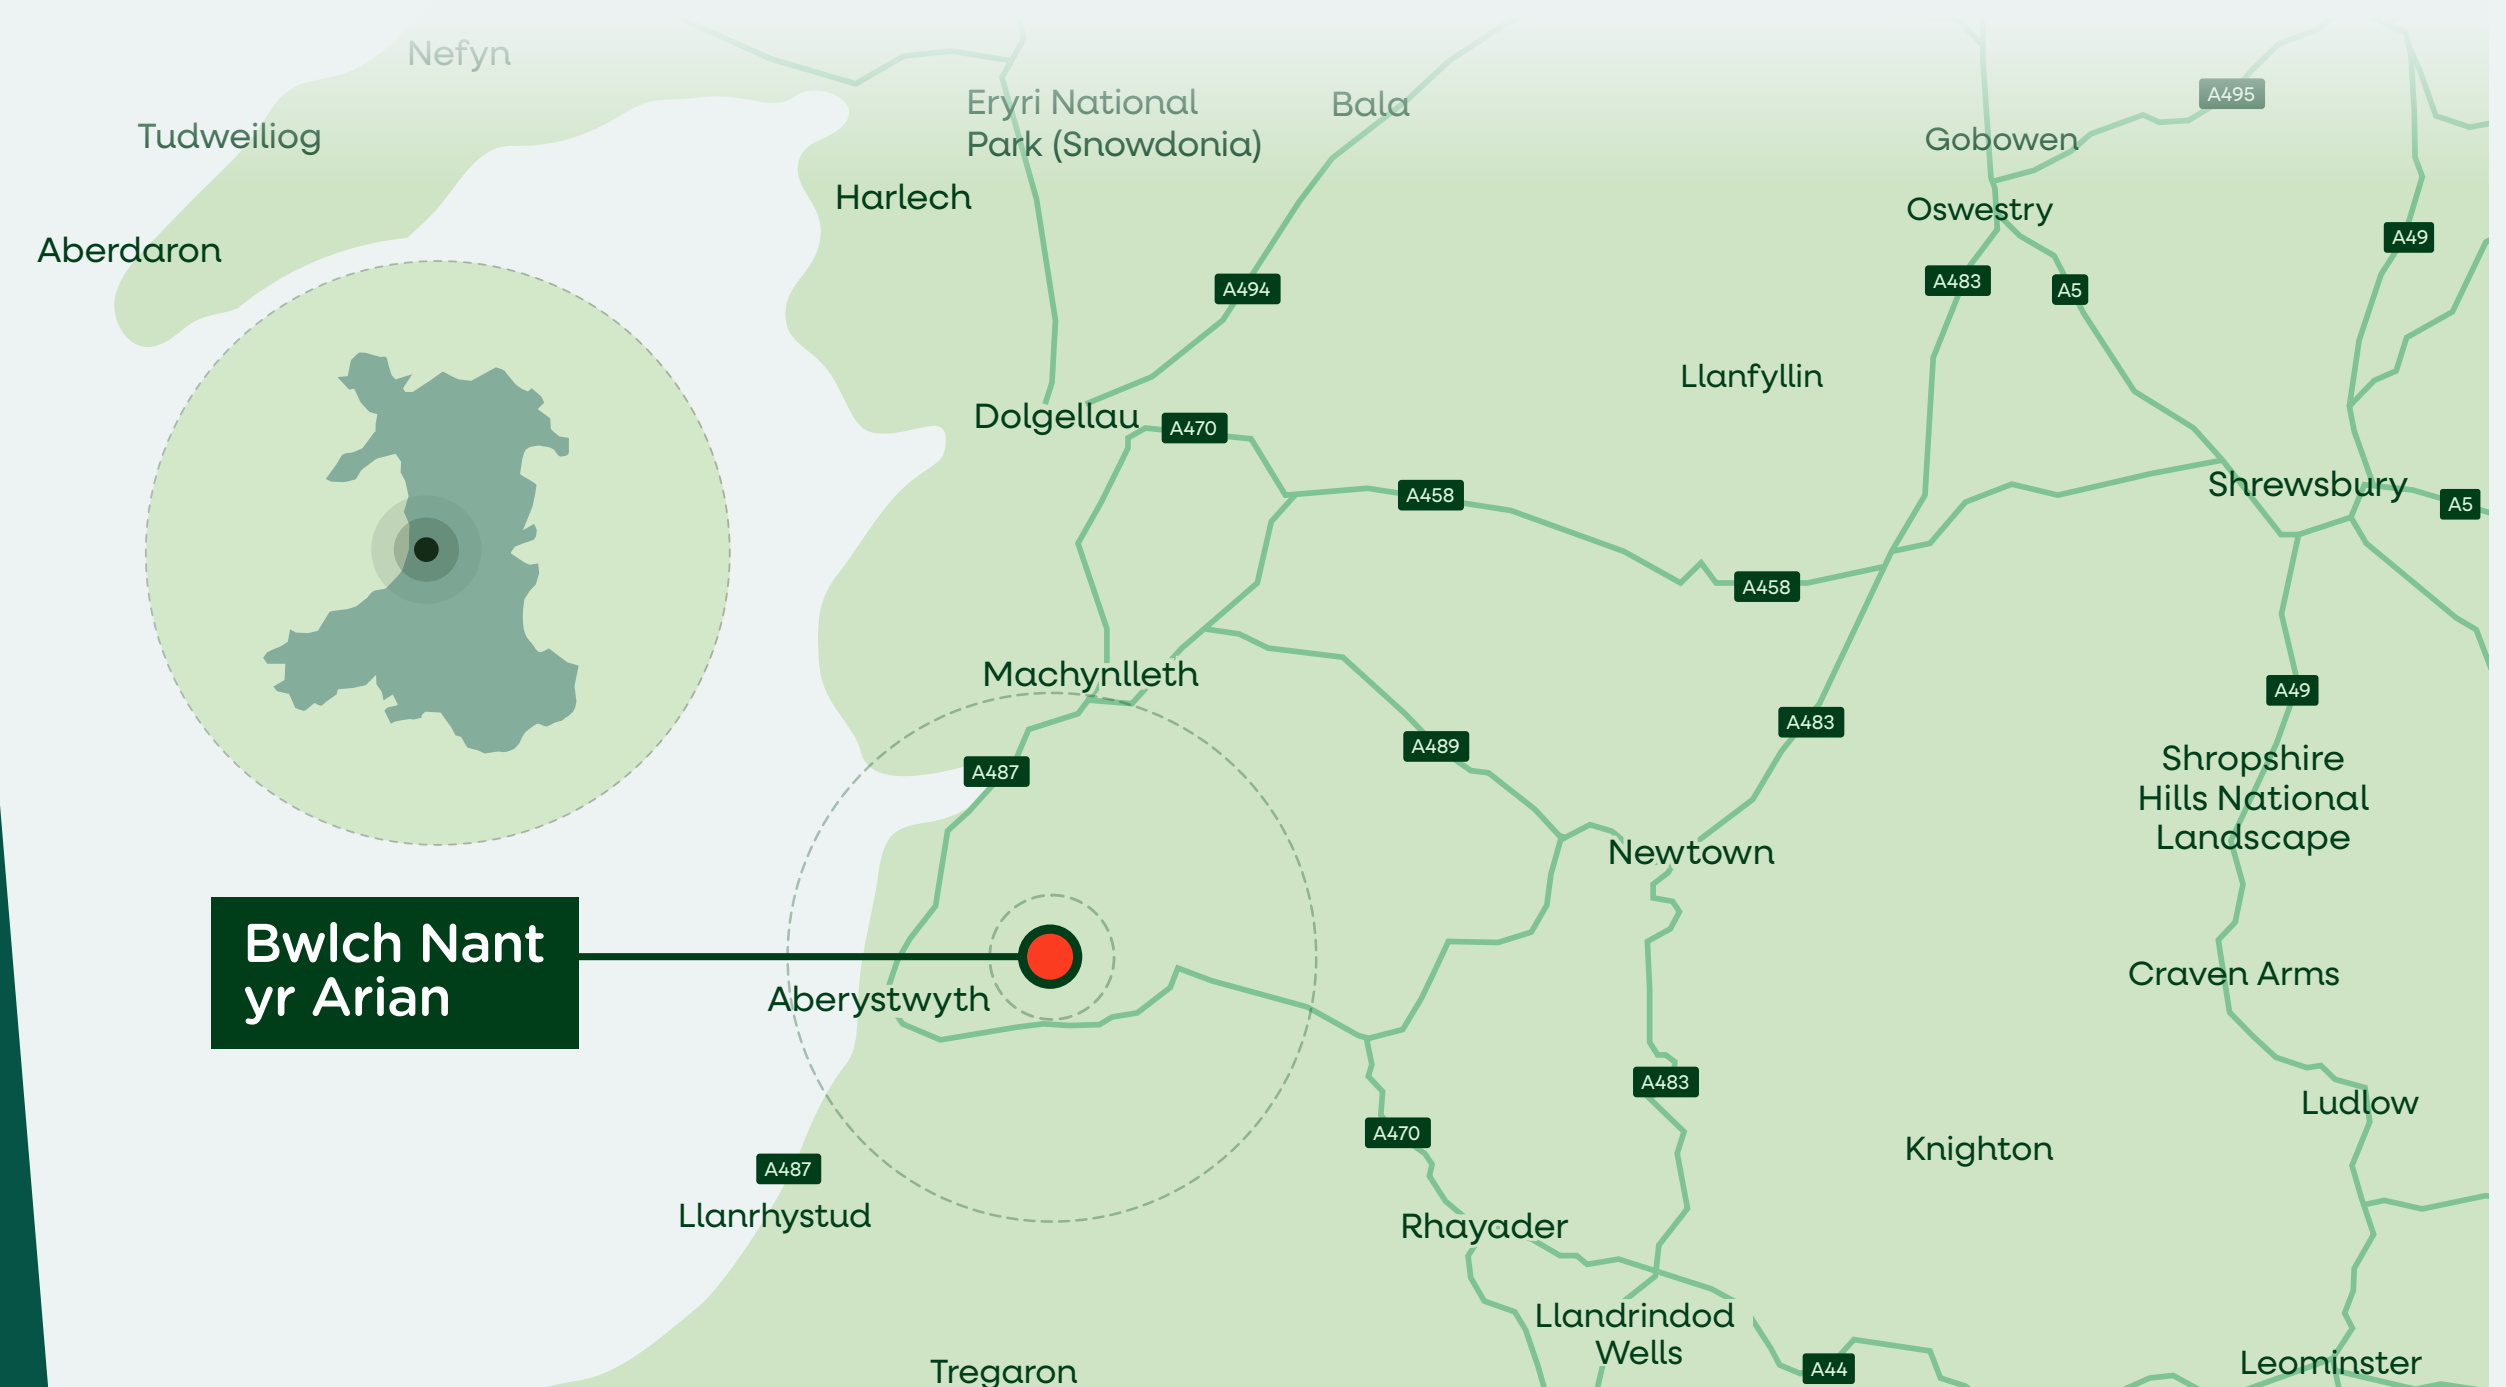 Nefyn
A495
Eryri National
Park (Snowdonia)
Bala
Tudweiliog
Gobowen
Harlech
Oswestry
A49
Aberdaron
A483
A5
A494
Llanfyllin
Dolgellau
A470
A458
Shrewsbury
A5
A458
Machynlleth
A49
A483
A489
A487
Shropshire
Hills National
Landscape
Newtown
Bwlch Nant
yr Arian
Craven Arms
Aberystwyth
A483
Ludlow
A470
Knighton
A487
Llanrhystud
Rhayader
Llandrindod
Wells
A44
Leominster
Tregaron